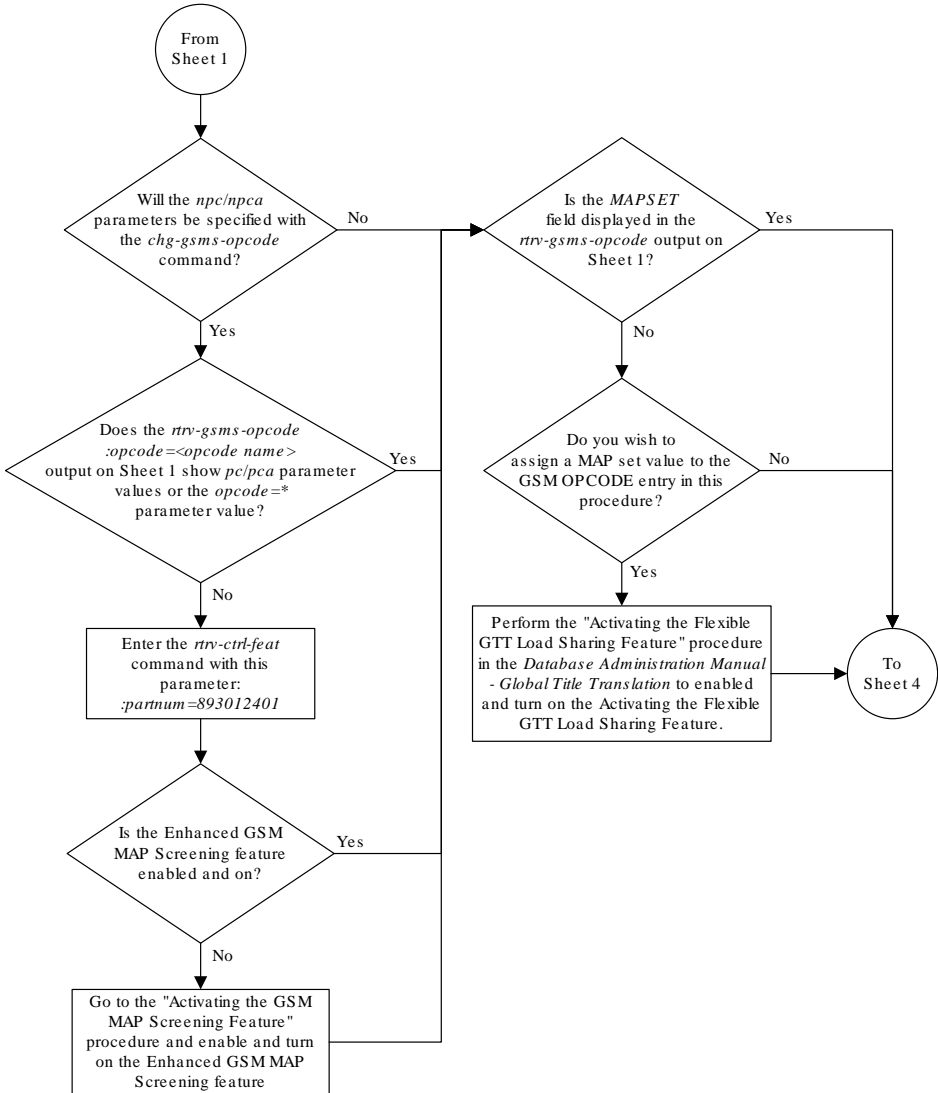 From
Sheet 1
Will the npc/npca
parameters be specified with
the chg-gsms-opcode
command?
No
Yes
Does the rtrv-gsms-opcode
:opcode=<opcode name>
output on Sheet 1 show pc/pca parameter
values or the opcode=*
parameter value?
Yes
No
Enter the rtrv-ctrl-feat
command with this
parameter:
:partnum=893012401
Is the Enhanced GSM
MAP Screening feature
enabled and on?
Yes
No
Go to the "Activating the GSM
MAP Screening Feature"
procedure and enable and turn
on the Enhanced GSM MAP
Screening feature
Is the MAPSET
field displayed in the
rtrv-gsms-opcode output on
Sheet 1?
Yes
No
Do you wish to
assign a MAP set value to the
GSM OPCODE entry in this
procedure?
No
Yes
Perform the "Activating the Flexible
GTT Load Sharing Feature" procedure
in the Database Administration Manual
- Global Title Translation to enabled
and turn on the Activating the Flexible
GTT Load Sharing Feature.
To
Sheet 4